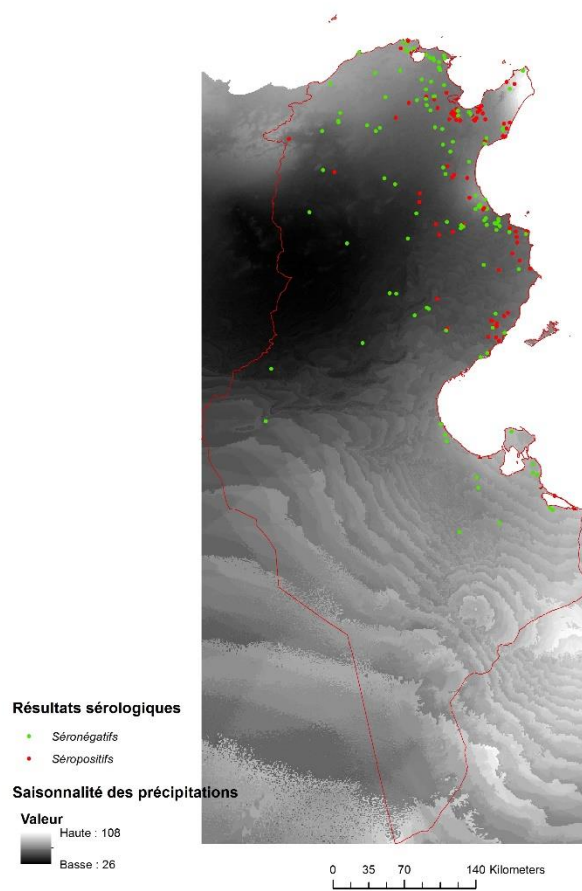 Résultats sérologiques
Séronégatifs
Séropositifs
Saisonnalité des précipitations
Valeur
Haute : 108
Basse : 26
0 35 70 140 Kilometers